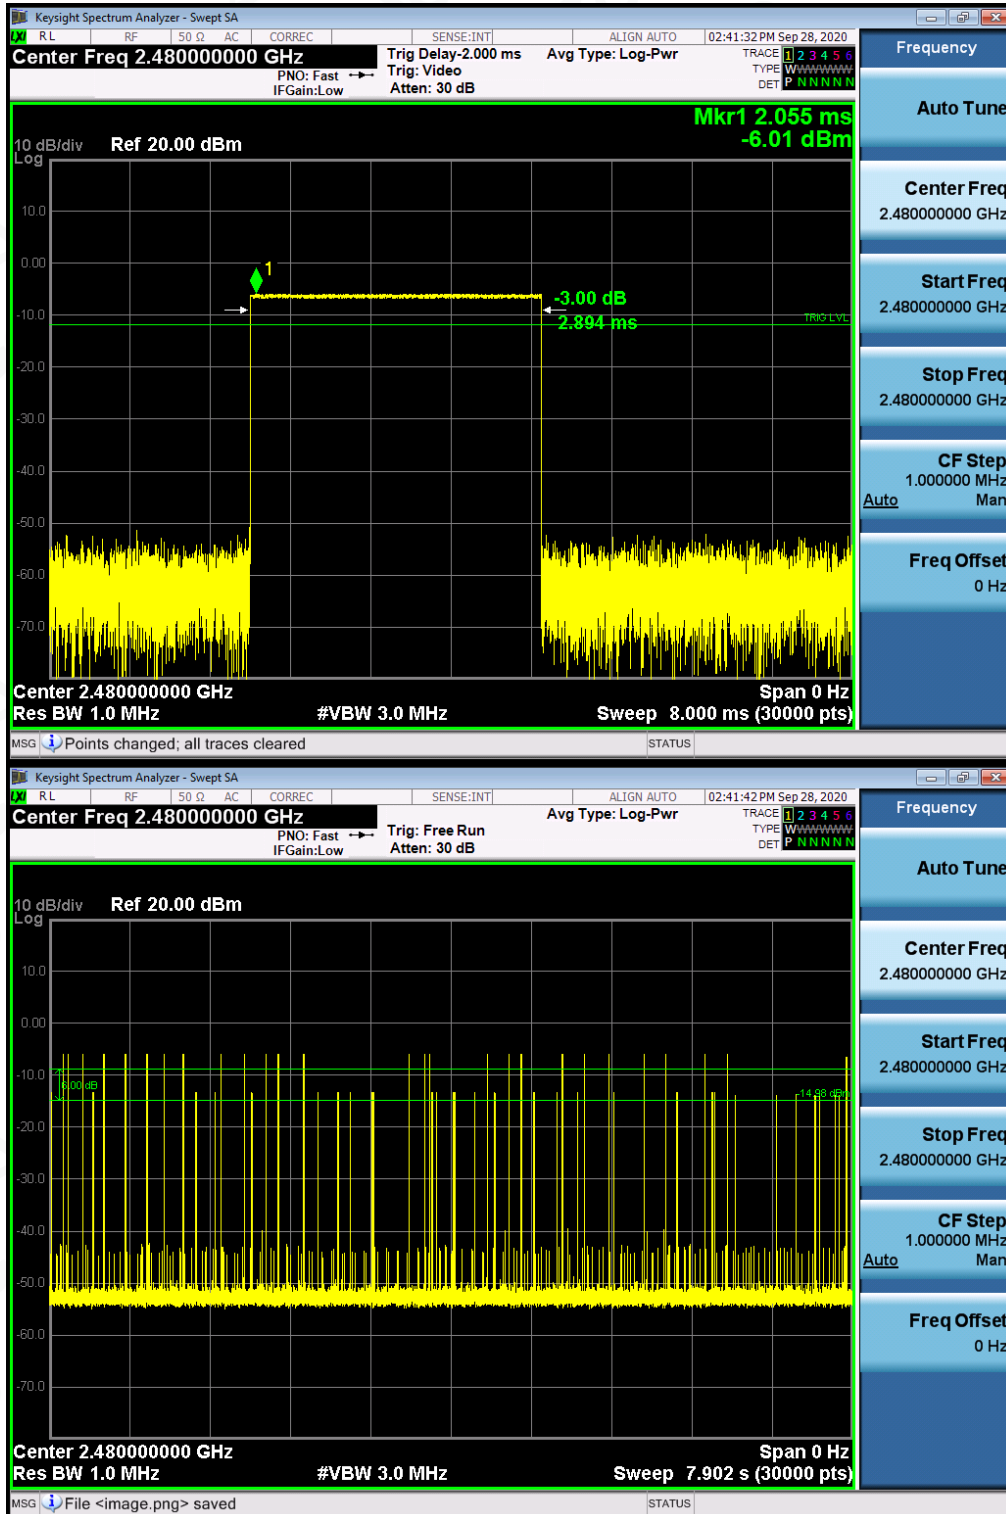 Keysight Spectrum Analyzer - Swept SA
LXI RL RF 50 Ω AC CORREC SENSE:INT ALIGN AUTO 02:41:32 PM Sep 28, 2020
Center Freq 2.480000000 GHz
PNO: Fast
IFGain:Low
Trig Delay-2.000 ms
Trig: Video
Atten: 30 dB
Avg Type: Log-Pwr
TRACE 1 2 3 4 5 6
TYPE WWWWWW
DET P N N N N N
Frequency
Mkr1 2.055 ms
-6.01 dBm
10 dB/div Ref 20.00 dBm
Log
10.0
0.00
-10.0
-20.0
-30.0
-40.0
-50.0
-60.0
-70.0
1
-3.00 dB
2.894 ms
TRIG LVL
Center 2.480000000 GHz Span 0 Hz
Res BW 1.0 MHz #VBW 3.0 MHz Sweep 8.000 ms (30000 pts)
MSG Points changed; all traces cleared STATUS
Auto Tune
Center Freq
2.480000000 GHz
Start Freq
2.480000000 GHz
Stop Freq
2.480000000 GHz
CF Step
1.000000 MHz
Auto Man
Freq Offset
0 Hz
Keysight Spectrum Analyzer - Swept SA
LXI RL RF 50 Ω AC CORREC SENSE:INT ALIGN AUTO 02:41:42 PM Sep 28, 2020
Center Freq 2.480000000 GHz
PNO: Fast
IFGain:Low
Trig: Free Run
Atten: 30 dB
Avg Type: Log-Pwr
TRACE 1 2 3 4 5 6
TYPE WWWWWW
DET P N N N N N
Frequency
10 dB/div Ref 20.00 dBm
Log
10.0
0.00
-10.0
-20.0
-30.0
-40.0
-50.0
-60.0
-70.0
6.00 dB
-14.98 dBm
Center 2.480000000 GHz Span 0 Hz
Res BW 1.0 MHz #VBW 3.0 MHz Sweep 7.902 s (30000 pts)
MSG File <image.png> saved STATUS
Auto Tune
Center Freq
2.480000000 GHz
Start Freq
2.480000000 GHz
Stop Freq
2.480000000 GHz
CF Step
1.000000 MHz
Auto Man
Freq Offset
0 Hz